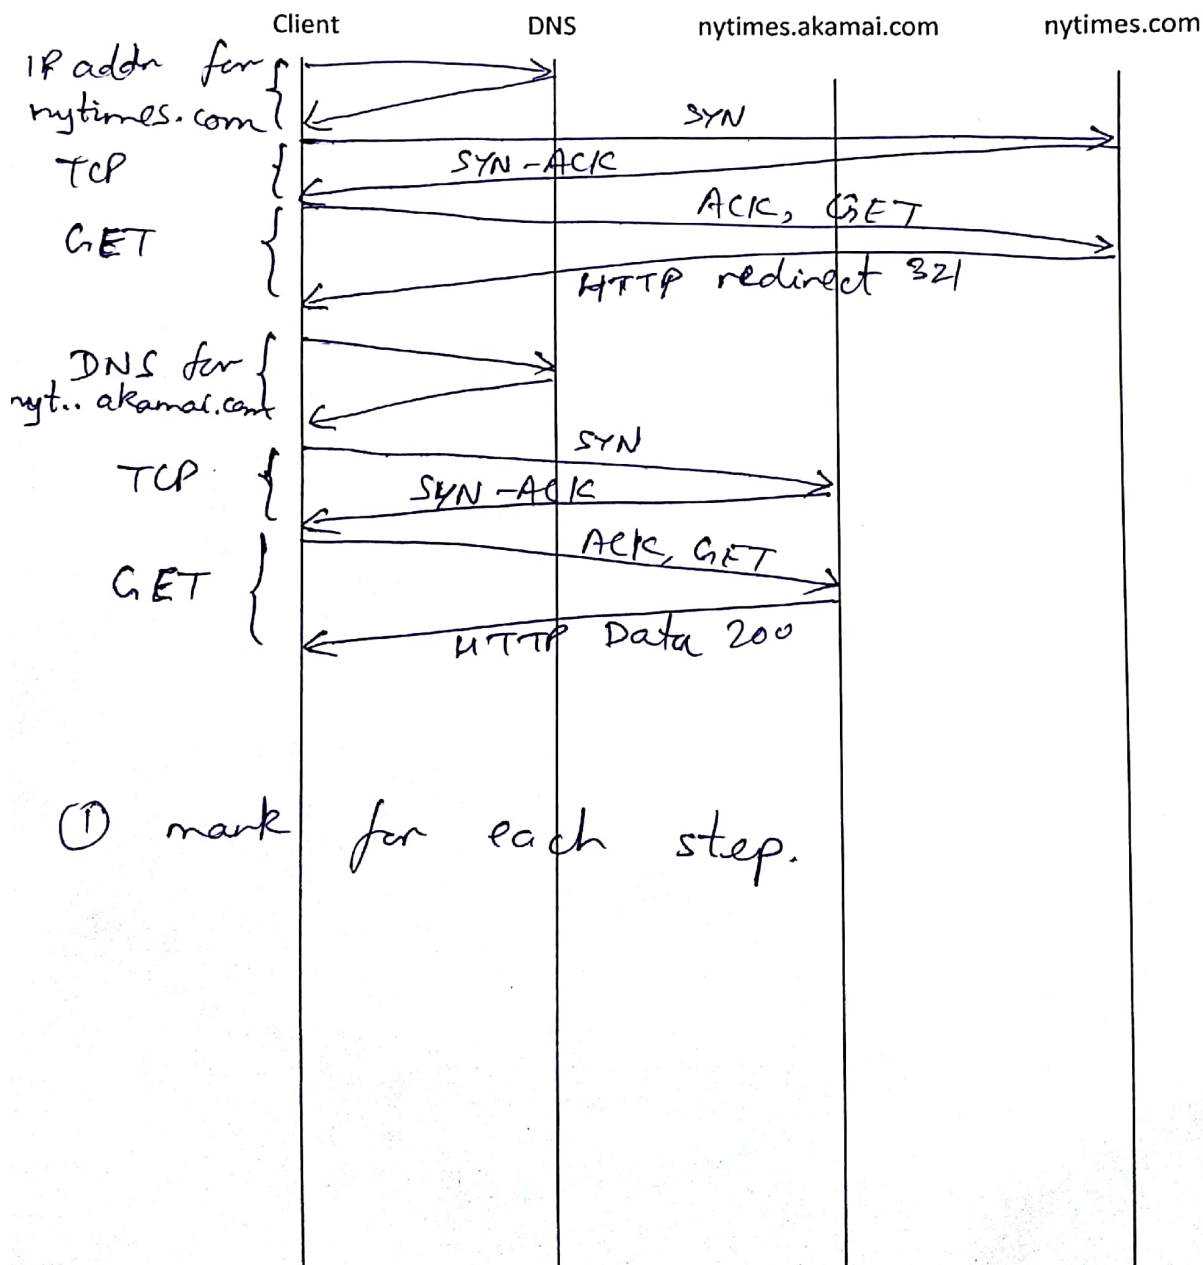 Client DNS nytimes.akamai.com nytimes.com
IP addr for
nytimes.com
SYN
TCP
SYN-ACK
ACK, GET
GET
HTTP redirect 321
DNS for
nyt.. akamai.com
SYN
TCP
SYN-ACK
ACK, GET
GET
HTTP Data 200
① mark for each step.